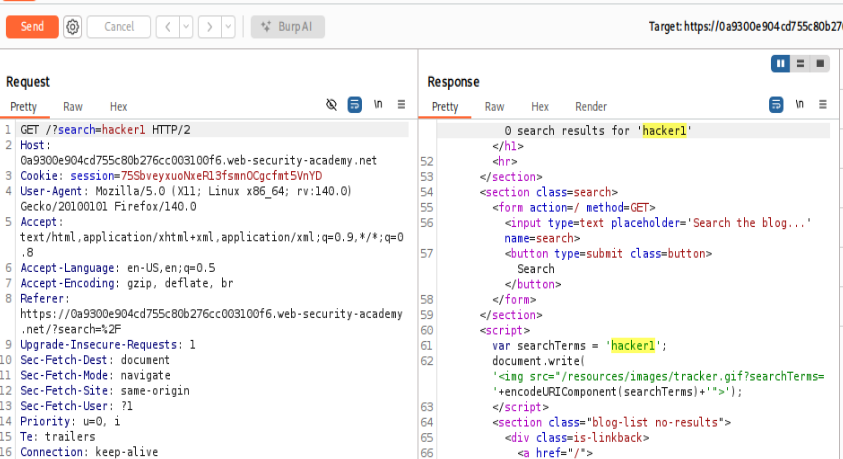 Send
Cancel
Burp AI
Target: https://0a9300e904cd755c80b27
Request
Pretty Raw Hex
\n
1 GET /?search=hacker1 HTTP/2
2 Host:
0a9300e904cd755c80b276cc003100f6.web-security-academy.net
3 Cookie: session=75SbveyxuoNxeRl3fsmnOCgcfmt5VnYD
4 User-Agent: Mozilla/5.0 (X11; Linux x86_64; rv:140.0)
Gecko/20100101 Firefox/140.0
5 Accept:
text/html,application/xhtml+xml,application/xml;q=0.9,*/*;q=0
.8
6 Accept-Language: en-US,en;q=0.5
7 Accept-Encoding: gzip, deflate, br
8 Referer:
https://0a9300e904cd755c80b276cc003100f6.web-security-academy
.net/?search=%2F
9 Upgrade-Insecure-Requests: 1
10 Sec-Fetch-Dest: document
11 Sec-Fetch-Mode: navigate
12 Sec-Fetch-Site: same-origin
13 Sec-Fetch-User: ?1
14 Priority: u=0, i
15 Te: trailers
16 Connection: keep-alive
Response
Pretty Raw Hex Render
\n
0 search results for 'hacker1'
</h1>
52 <hr>
53 </section>
54 <section class=search>
55 <form action=/ method=GET>
56 <input type=text placeholder='Search the blog...'
name=search>
57 <button type=submit class=button>
Search
</button>
58 </form>
59 </section>
60 <script>
61 var searchTerms = 'hacker1';
62 document.write(
'<img src="/resources/images/tracker.gif?searchTerms=
'+encodeURIComponent(searchTerms)+'">');
63 </script>
64 <section class="blog-list no-results">
65 <div class=is-linkback>
66 <a href="/">